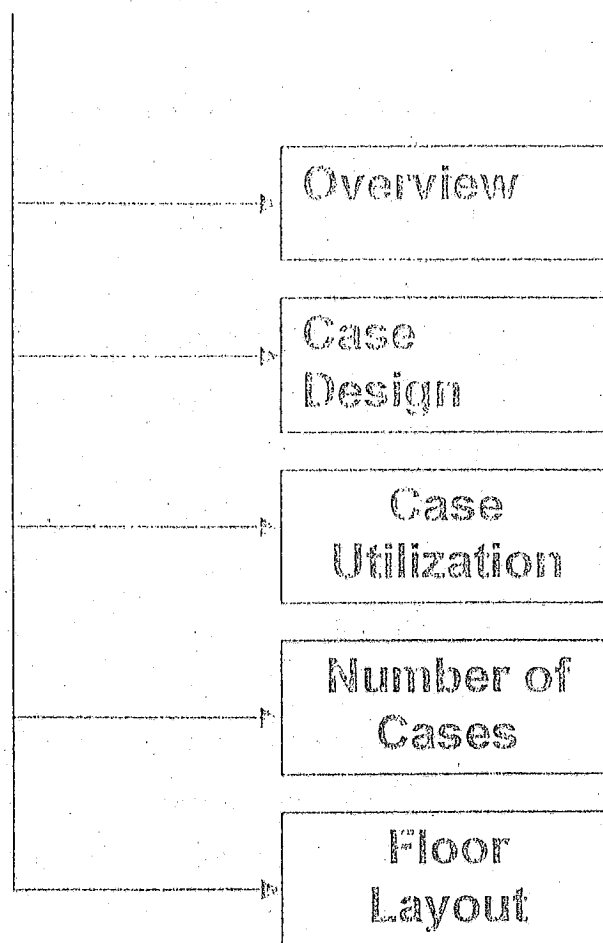 Overview
Case
Design
Case
Utilization
Number of
Cases
Floor
Layout